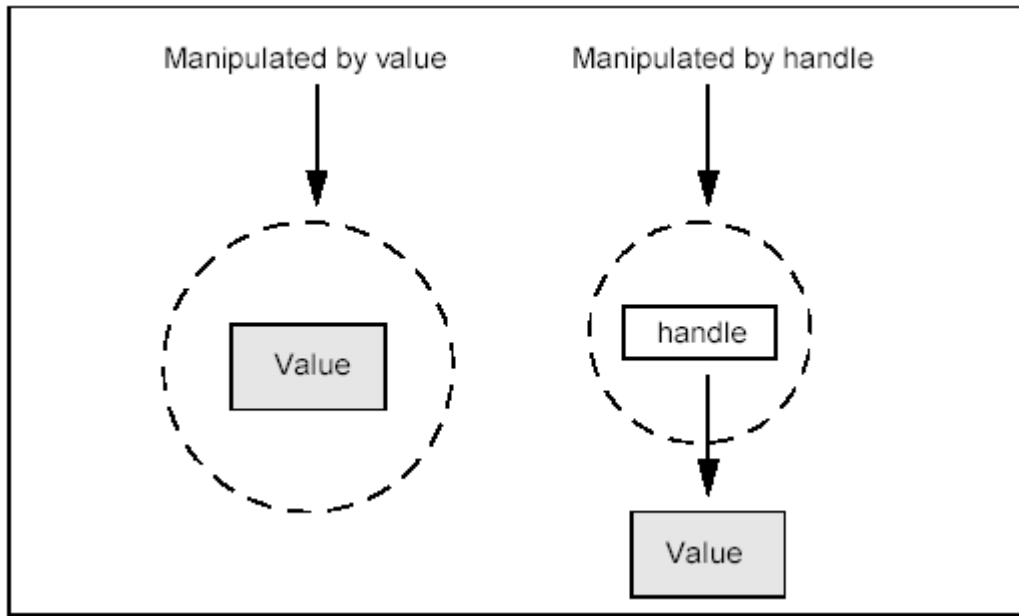 Manipulated by value
Manipulated by handle
Value
handle
Value